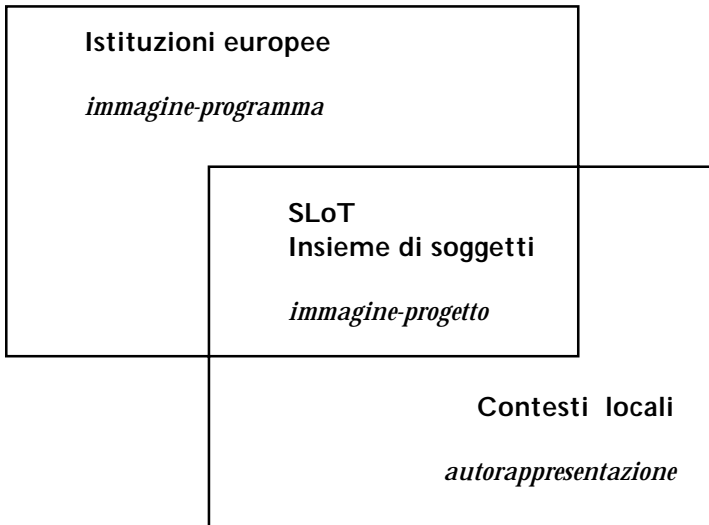 Istituzioni europee
immagine-programma
SLoT
Insieme di soggetti
immagine-progetto
Contesti locali
autorappresentazione